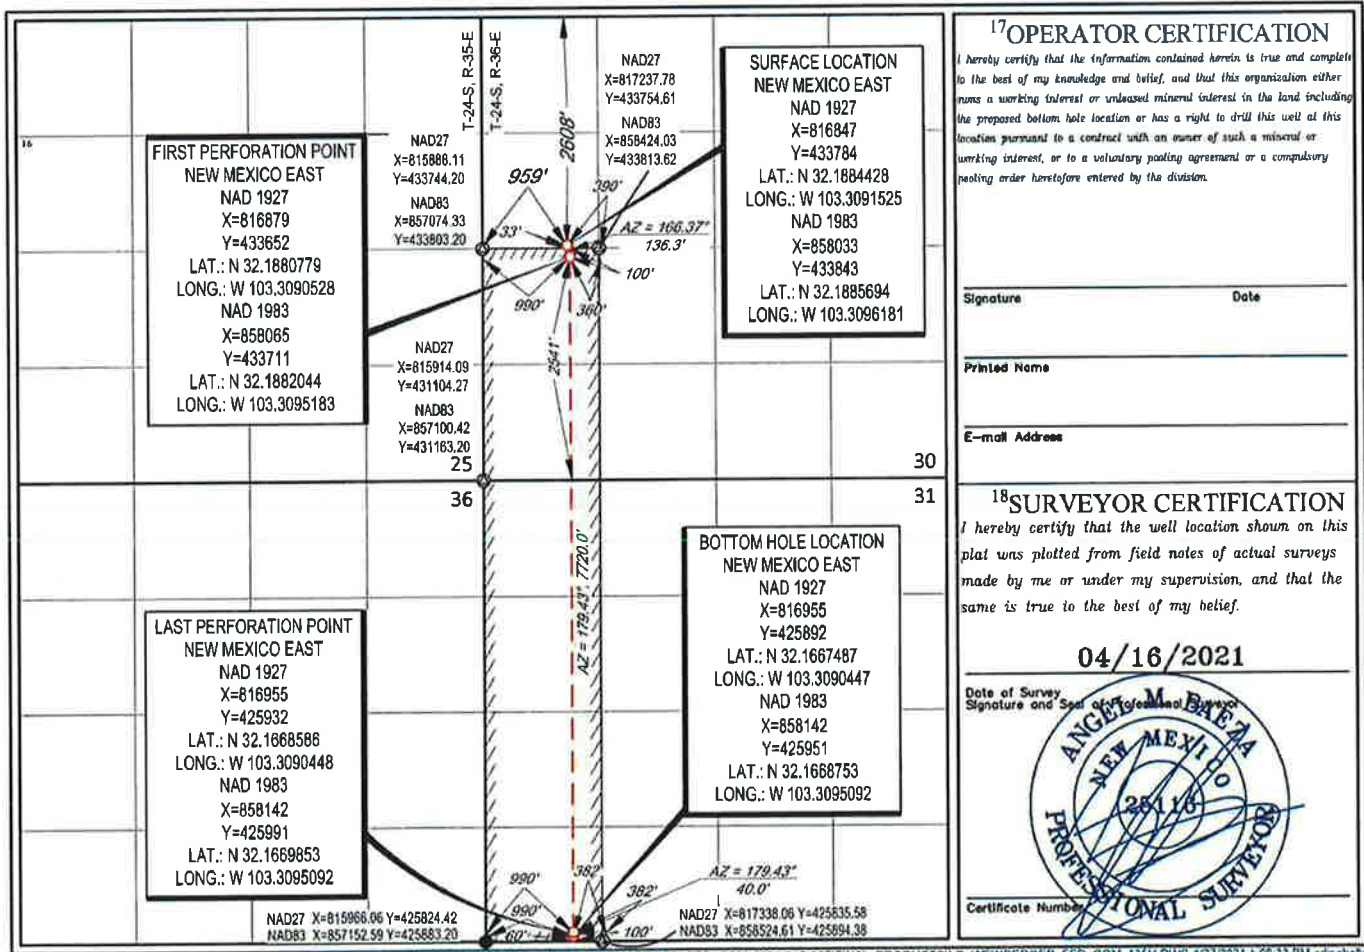 16
T-24-S, R-35-E
T-24-S, R-36-E
2608'
NAD27
X=817237.78
Y=433754.61
NAD83
X=858424.03
Y=433813.62
NAD27
X=815886.11
Y=433744.20
NAD83
X=857074.33
Y=433803.20
959'
390'
33'
AZ = 166.37°
136.3'
100'
990'
380'
2541'
FIRST PERFORATION POINT
NEW MEXICO EAST
NAD 1927
X=816879
Y=433652
LAT.: N 32.1880779
LONG.: W 103.3090528
NAD 1983
X=858065
Y=433711
LAT.: N 32.1882044
LONG.: W 103.3095183
SURFACE LOCATION
NEW MEXICO EAST
NAD 1927
X=816847
Y=433784
LAT.: N 32.1884428
LONG.: W 103.3091525
NAD 1983
X=858033
Y=433843
LAT.: N 32.1885694
LONG.: W 103.3096181
NAD27
X=815914.09
Y=431104.27
NAD83
X=857100.42
Y=431163.20
25
30
36
31
AZ = 179.43° 7720.0'
LAST PERFORATION POINT
NEW MEXICO EAST
NAD 1927
X=816955
Y=425932
LAT.: N 32.1668586
LONG.: W 103.3090448
NAD 1983
X=858142
Y=425991
LAT.: N 32.1669853
LONG.: W 103.3095092
BOTTOM HOLE LOCATION
NEW MEXICO EAST
NAD 1927
X=816955
Y=425892
LAT.: N 32.1667487
LONG.: W 103.3090447
NAD 1983
X=858142
Y=425951
LAT.: N 32.1668753
LONG.: W 103.3095092
990'
990'
60'
382'
382'
AZ = 179.43°
40.0'
100'
NAD27 X=815966.06 Y=425824.42
NAD83 X=857152.59 Y=425883.20
NAD27 X=817338.06 Y=425835.58
NAD83 X=858524.61 Y=425894.38
17 OPERATOR CERTIFICATION
I hereby certify that the information contained herein is true and complete
to the best of my knowledge and belief, and that this organization either
owns a working interest or unleased mineral interest in the land including
the proposed bottom hole location or has a right to drill this well at this
location pursuant to a contract with an owner of such a mineral or
working interest, or to a voluntary pooling agreement or a compulsory
pooling order heretofore entered by the division.
Signature Date
Printed Name
E-mail Address
18 SURVEYOR CERTIFICATION
I hereby certify that the well location shown on this
plat was plotted from field notes of actual surveys
made by me or under my supervision, and that the
same is true to the best of my belief.
04/16/2021
Date of Survey
Signature and Seal of Professional Surveyor
ANGEL M. BAEZA
NEW MEXICO
25116
PROFESSIONAL SURVEYOR
Certificate Number